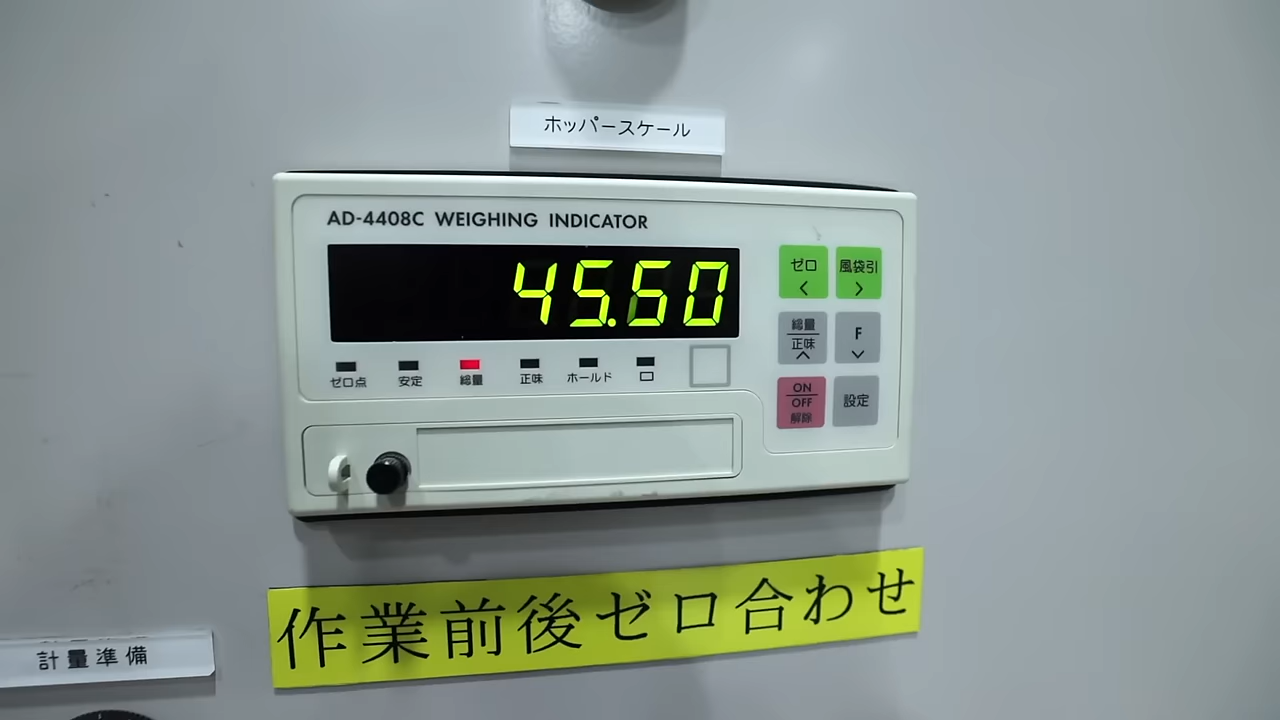 ホッパースケール
AD-4408C WEIGHING INDICATOR
45.60
ゼロ 風袋引
総量 正味 F
ゼロ点 安定 総量 正味 ホールド
ON OFF 解除 設定
作業前後ゼロ合わせ
計量準備